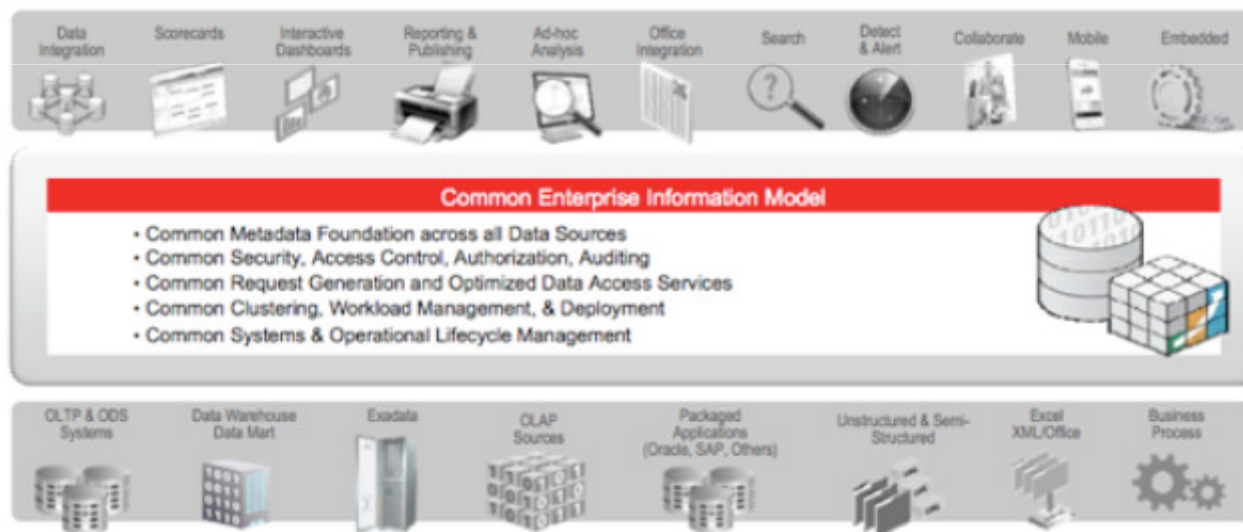 Data
Integration
Scorecards
Interactive
Dashboards
Reporting &
Publishing
Ad-hoc
Analysis
Office
Integration
Search
Detect
& Alert
Collaborate
Mobile
Embedded
Common Enterprise Information Model
• Common Metadata Foundation across all Data Sources
• Common Security, Access Control, Authorization, Auditing
• Common Request Generation and Optimized Data Access Services
• Common Clustering, Workload Management, & Deployment
• Common Systems & Operational Lifecycle Management
OLTP & ODS
Systems
Data Warehouse
Data Mart
Exadata
OLAP
Sources
Packaged
Applications
(Oracle, SAP, Others)
Unstructured & Semi-
Structured
Excel
XML/Office
Business
Process